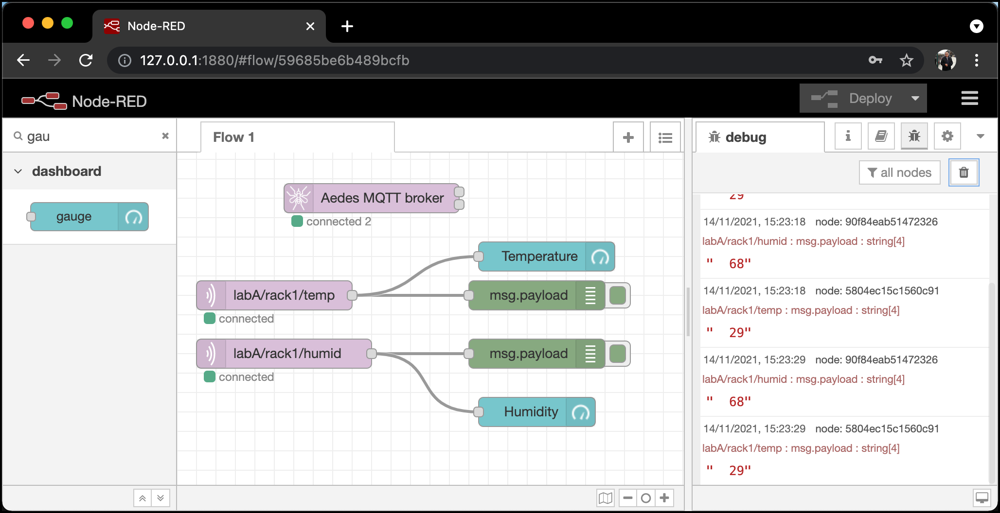 Node-RED
127.0.0.1:1880/#flow/59685be6b489bcfb
Node-RED
Deploy
gau
Flow 1
debug
dashboard
all nodes
gauge
Aedes MQTT broker
connected 2
Temperature
labA/rack1/temp
msg.payload
connected
labA/rack1/humid
msg.payload
connected
Humidity
29
14/11/2021, 15:23:18 node: 90f84eab51472326
labA/rack1/humid : msg.payload : string[4]
"  68"
14/11/2021, 15:23:18 node: 5804ec15c1560c91
labA/rack1/temp : msg.payload : string[4]
"  29"
14/11/2021, 15:23:29 node: 90f84eab51472326
labA/rack1/humid : msg.payload : string[4]
"  68"
14/11/2021, 15:23:29 node: 5804ec15c1560c91
labA/rack1/temp : msg.payload : string[4]
"  29"